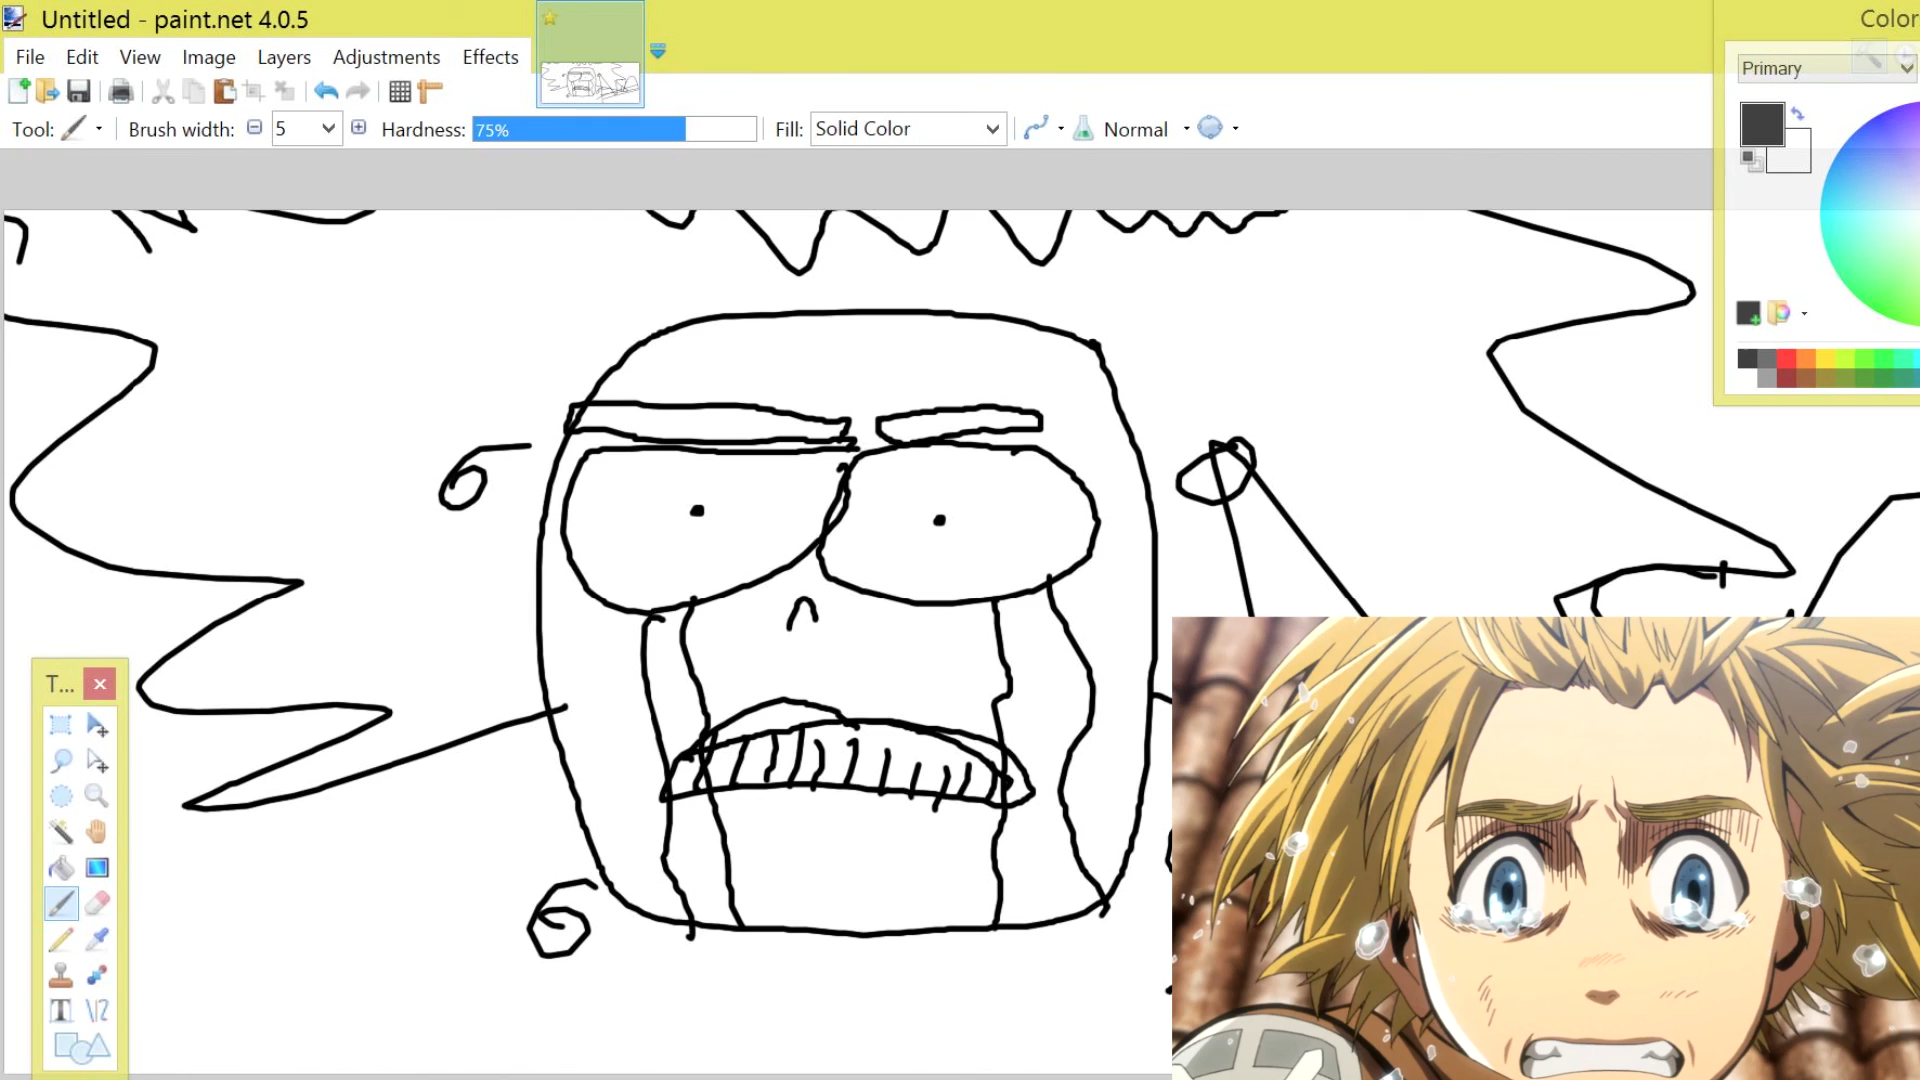 Untitled - paint.net 4.0.5
Color
File Edit View Image Layers Adjustments Effects
Primary
Tool: Brush width: 5 Hardness: 75% Fill: Solid Color Normal
T...